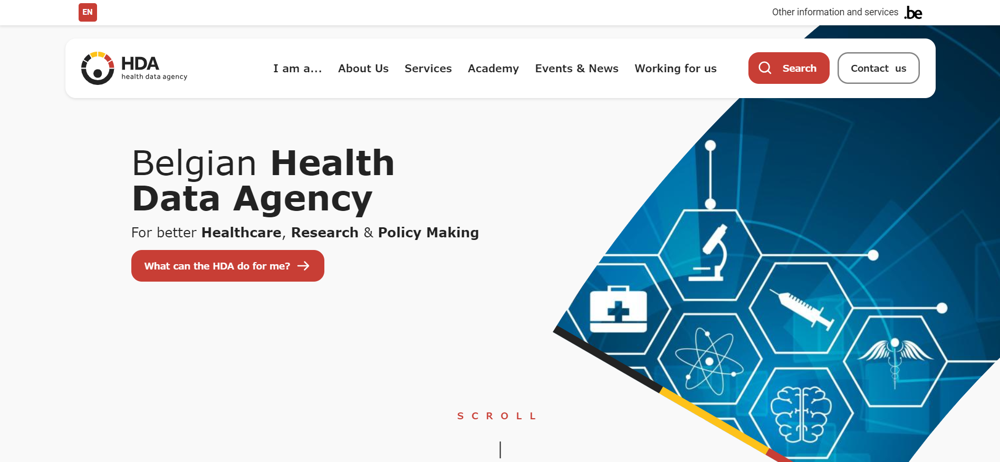 EN
Other information and services .be
HDA
health data agency
I am a... About Us Services Academy Events & News Working for us
Search
Contact us
Belgian Health
Data Agency
For better Healthcare, Research & Policy Making
What can the HDA do for me?
SCROLL